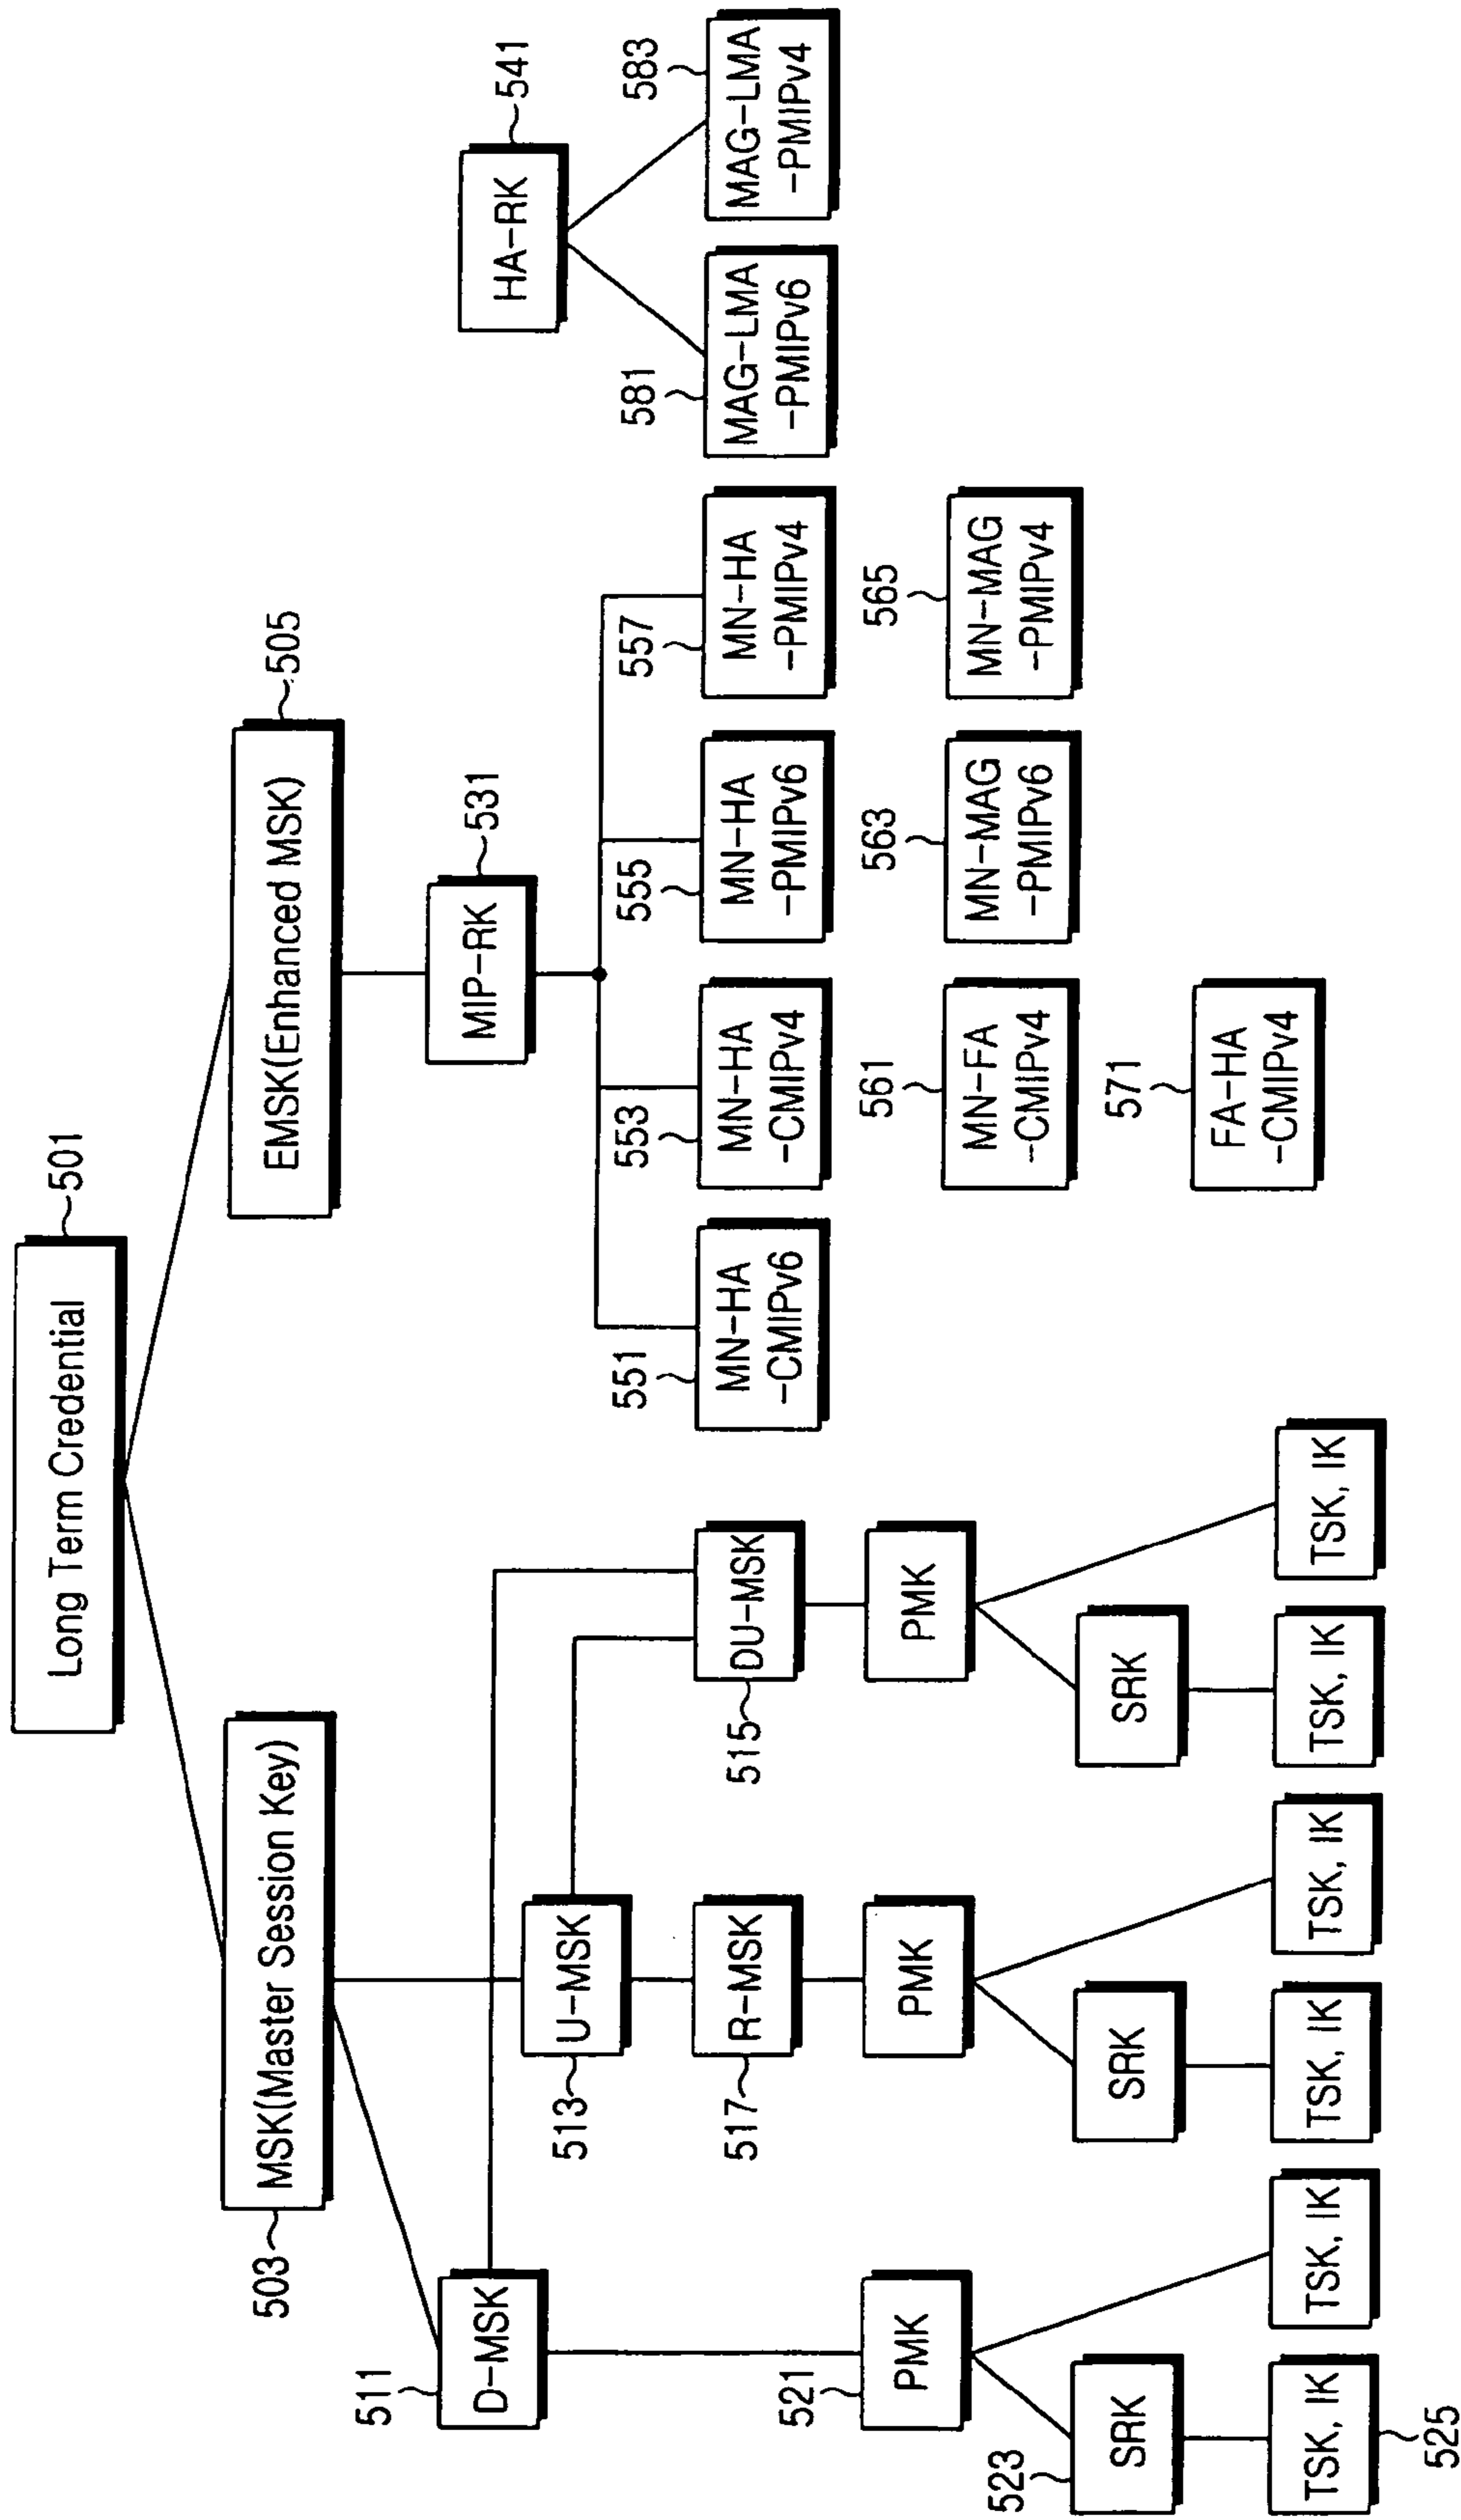 Long Term Credential
501
MSK(Master Session Key)
503
EMSK(Enhanced MSK)
505
D-MSK
511
U-MSK
513
R-MSK
517
DU-MSK
515
MIP-RK
531
HA-RK
541
MN-HA
-CMIPv6
551
MN-HA
-CMIPv4
553
MN-HA
-PMIPv6
555
MN-HA
-PMIPv4
557
MAG-LMA
-PMIPv6
581
MAG-LMA
-PMIPv4
583
PMK
521
PMK
PMK
MN-FA
-CMIPv4
561
MN-MAG
-PMIPv6
563
MN-MAG
-PMIPv4
565
SRK
523
SRK
SRK
FA-HA
-CMIPv4
571
TSK, IK
525
TSK, IK
TSK, IK
TSK, IK
TSK, IK
TSK, IK